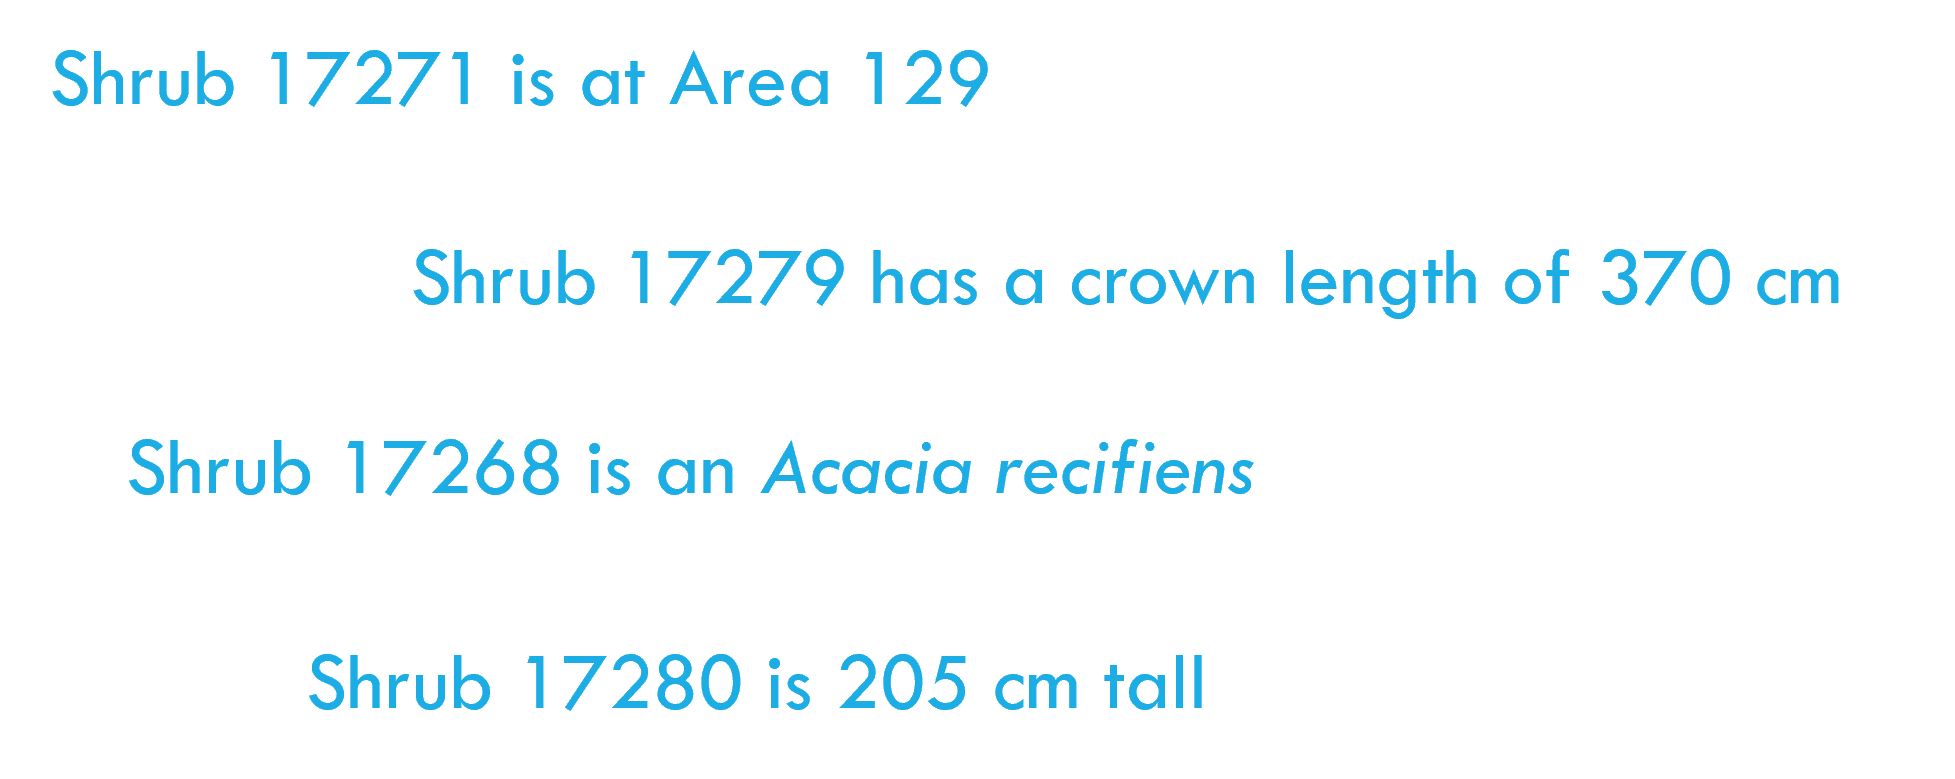 Shrub 17271 is at Area 129
Shrub 17279 has a crown length of 370 cm
Shrub 17268 is an Acacia recifiens
Shrub 17280 is 205 cm tall